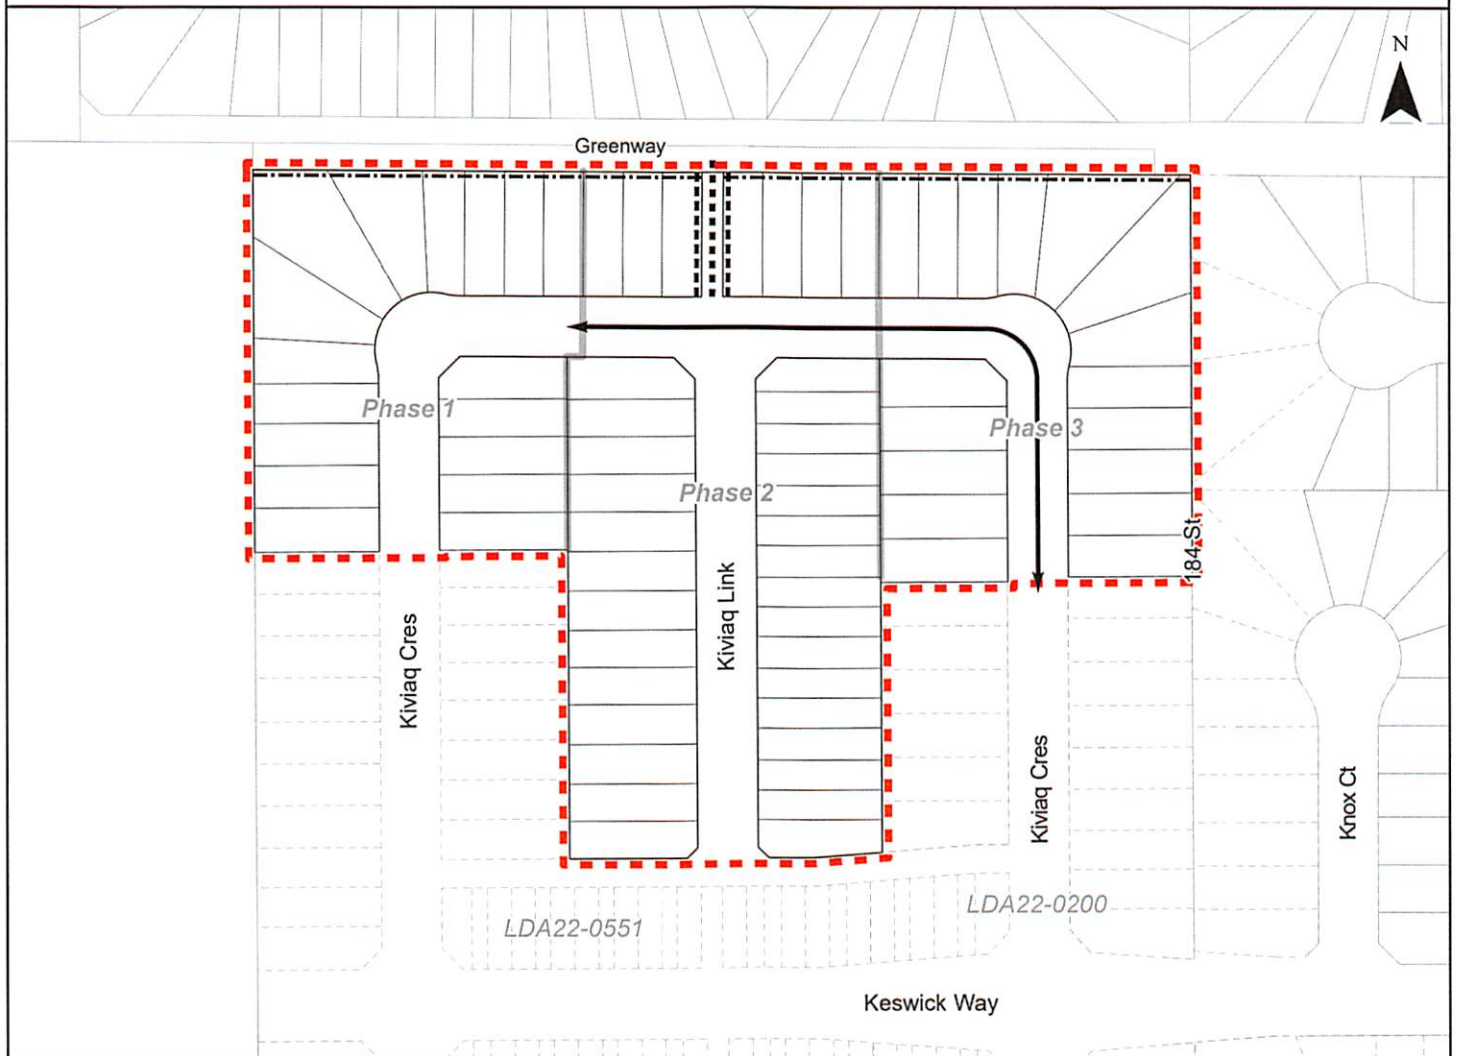 N
Greenway
Phase 1
Phase 3
Phase 2
184 St
Kiviaq Link
Kiviaq Cres
Kiviaq Cres
Knox Ct
LDA22-0551
LDA22-0200
Keswick Way